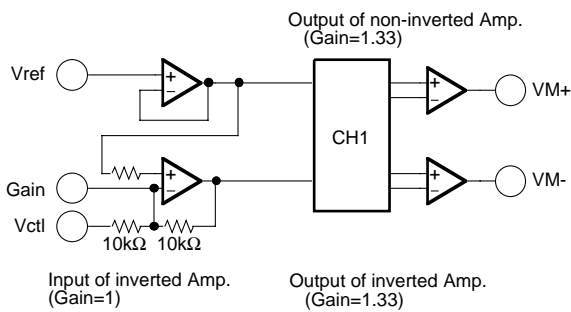 Output of non-inverted Amp.
(Gain=1.33)
Vref
+
−
+
−
VM+
CH1
+
−
Gain
+
−
VM-
Vctl
10kΩ 10kΩ
Input of inverted Amp.
(Gain=1)
Output of inverted Amp.
(Gain=1.33)